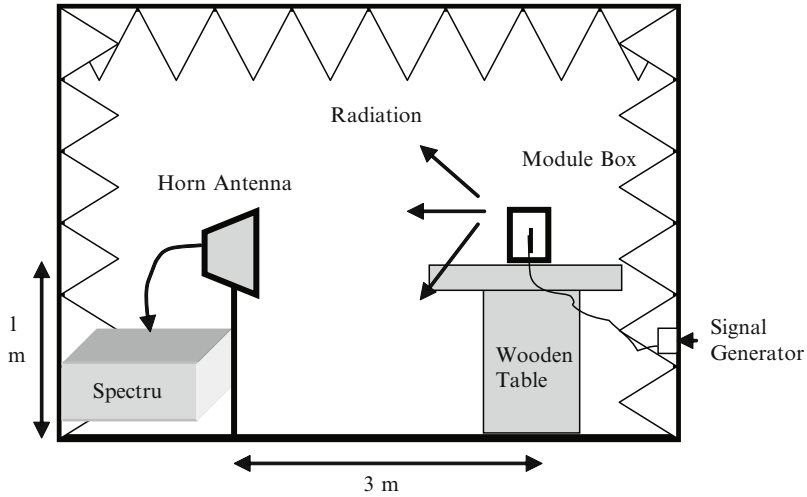 Radiation
Module Box
Horn Antenna
1
m
Signal
Generator
Wooden
Table
Spectru
3 m